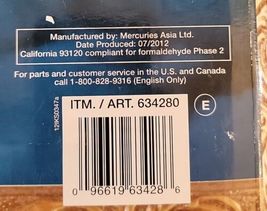 Manufactured by: Mercuries Asia Ltd.
Date Produced: 07/2012
California 93120 compliant for formaldehyde Phase 2
For parts and customer service in the U.S. and Canada
call 1-800-828-9316 (English Only)
ITM. / ART. 634280
E
0 96619 63428 6